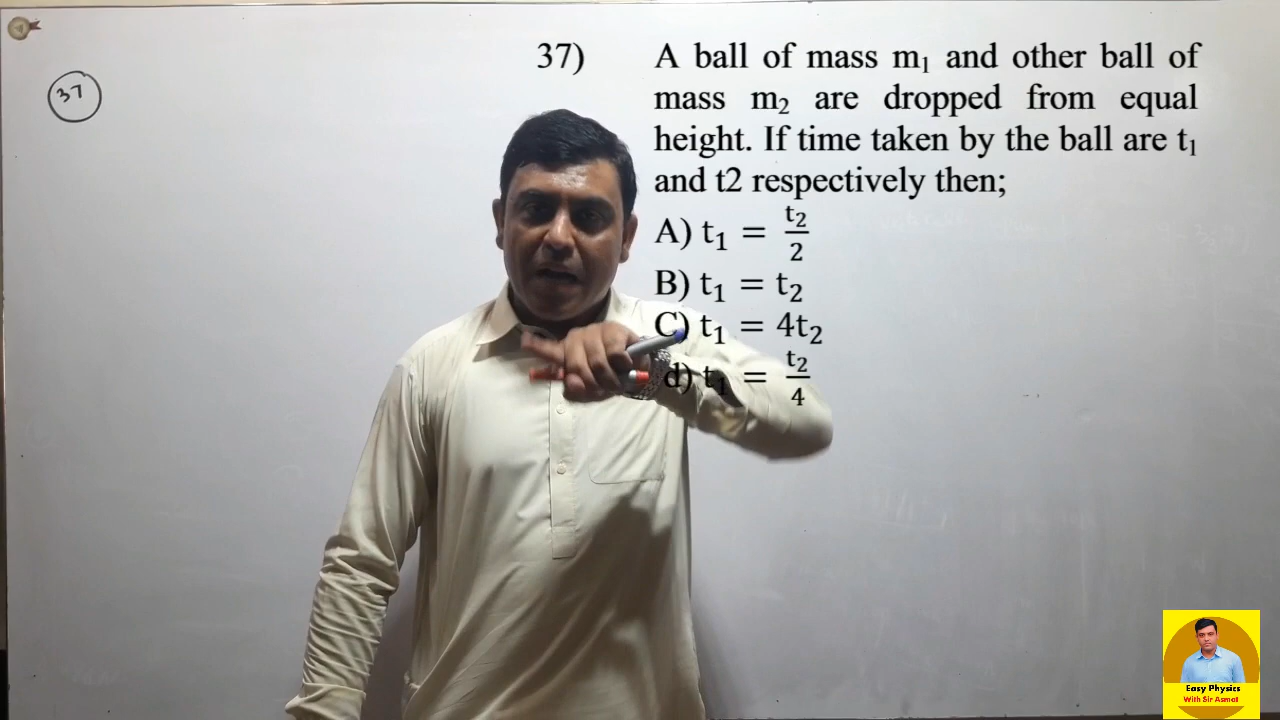 37
37) A ball of mass m₁ and other ball of
mass m₂ are dropped from equal
height. If time taken by the ball are t₁
and t2 respectively then;
A) t₁ = t₂/2
B) t₁ = t₂
C) t₁ = 4t₂
d) t₁ = t₂/4
Easy Physics
With Sir Asmat